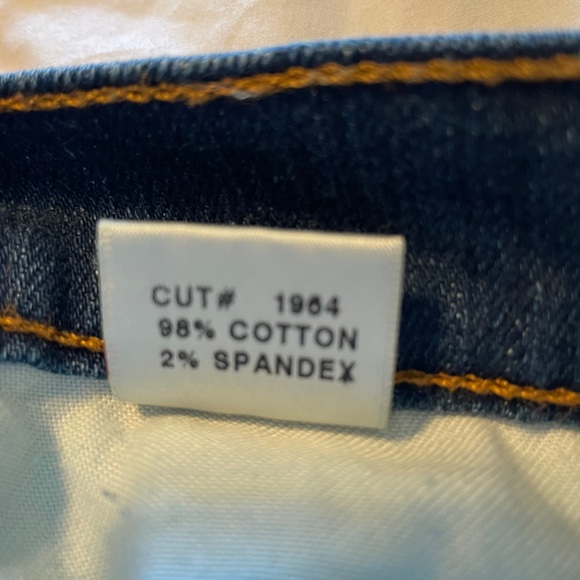 CUT# 1964
98% COTTON
2% SPANDEX